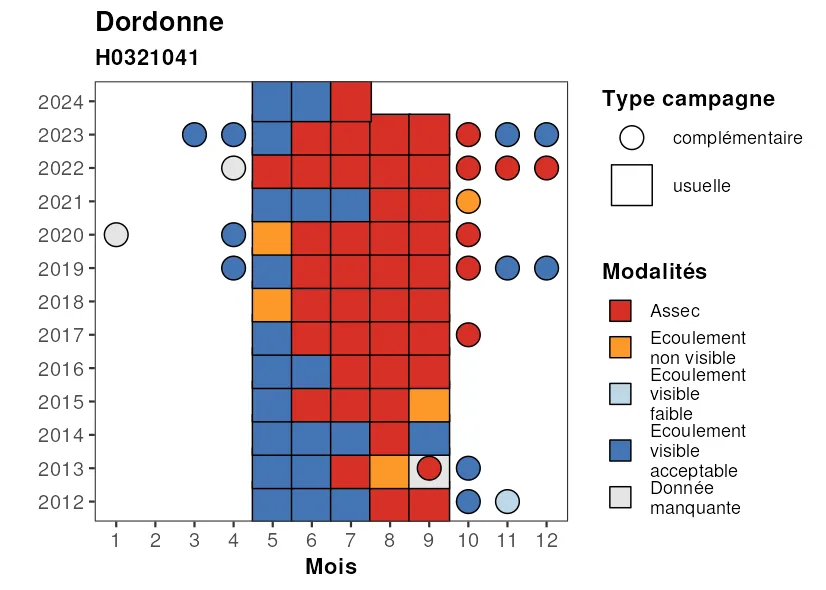 Dordonne
H0321041
2024
2023
2022
2021
2020
2019
2018
2017
2016
2015
2014
2013
2012
1 2 3 4 5 6 7 8 9 10 11 12
Mois
Type campagne
complémentaire
usuelle
Modalités
Assec
Ecoulement
non visible
Ecoulement
visible
faible
Ecoulement
visible
acceptable
Donnée
manquante